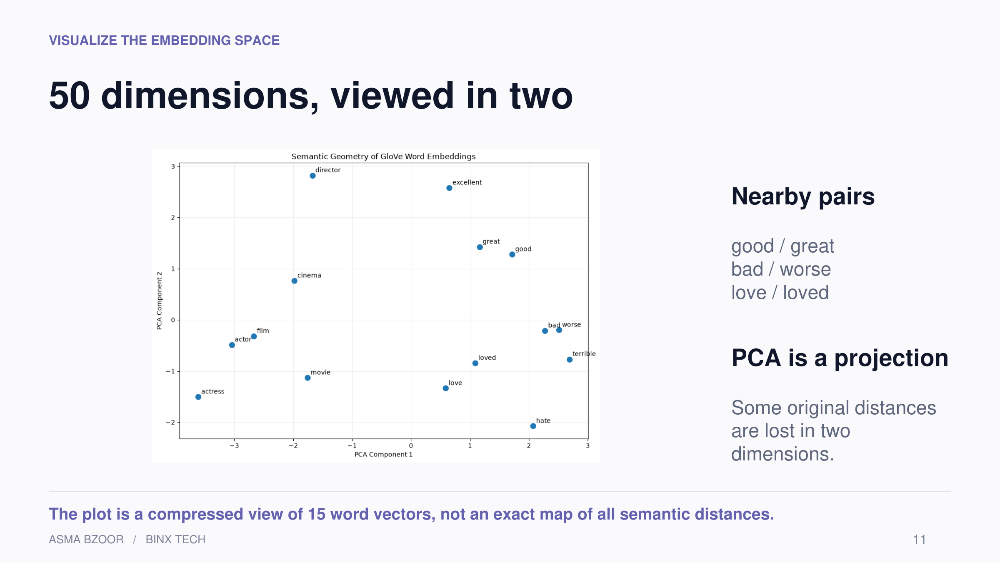 VISUALIZE THE EMBEDDING SPACE
50 dimensions, viewed in two
Semantic Geometry of GloVe Word Embeddings
3
2
1
0
−1
−2
PCA Component 2
director
excellent
great
good
cinema
bad
worse
film
actor
terrible
loved
movie
love
actress
hate
−3
−2
−1
0
1
2
3
PCA Component 1
Nearby pairs
good / great
bad / worse
love / loved
PCA is a projection
Some original distances
are lost in two
dimensions.
The plot is a compressed view of 15 word vectors, not an exact map of all semantic distances.
ASMA BZOOR / BINX TECH
11